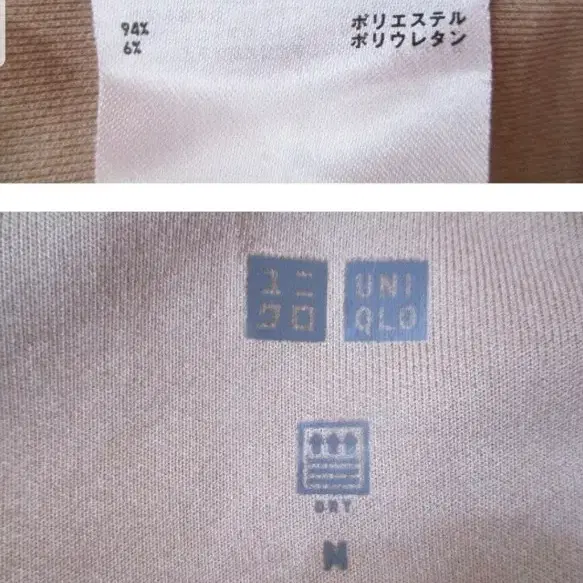 94% ポリエステル
6% ポリウレタン
ユニ
クロ
UNI
QLO
DRY
M